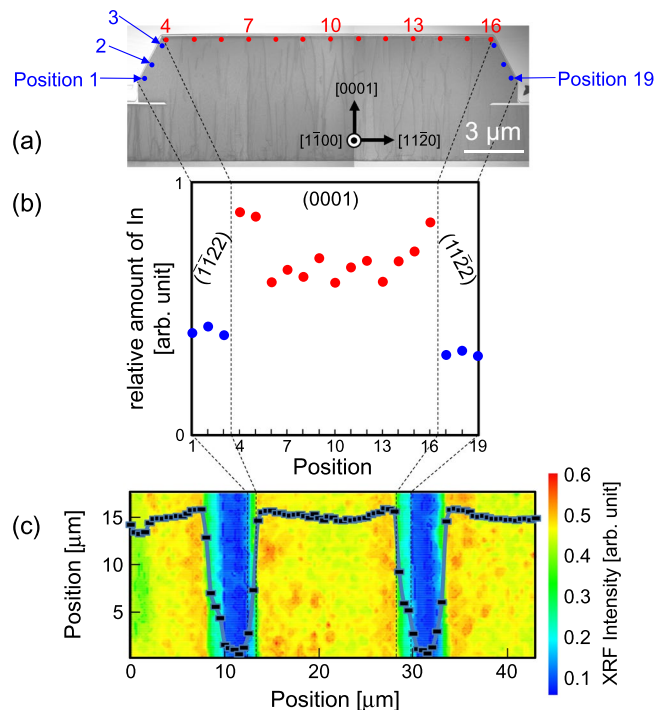 3
4 7 10 13 16
2
Position 1
Position 19
[0001]
[11̅00]
[112̅0]
3 μm
(a)
(b)
1
(0001)
(1̅1̅22)
(112̅2̅)
relative amount of In
[arb. unit]
0
1 4 7 10 13 16 19
Position
(c)
15
10
5
Position [μm]
0 10 20 30 40
Position [μm]
0.6
0.5
0.4
0.3
0.2
0.1
XRF Intensity [arb. unit]